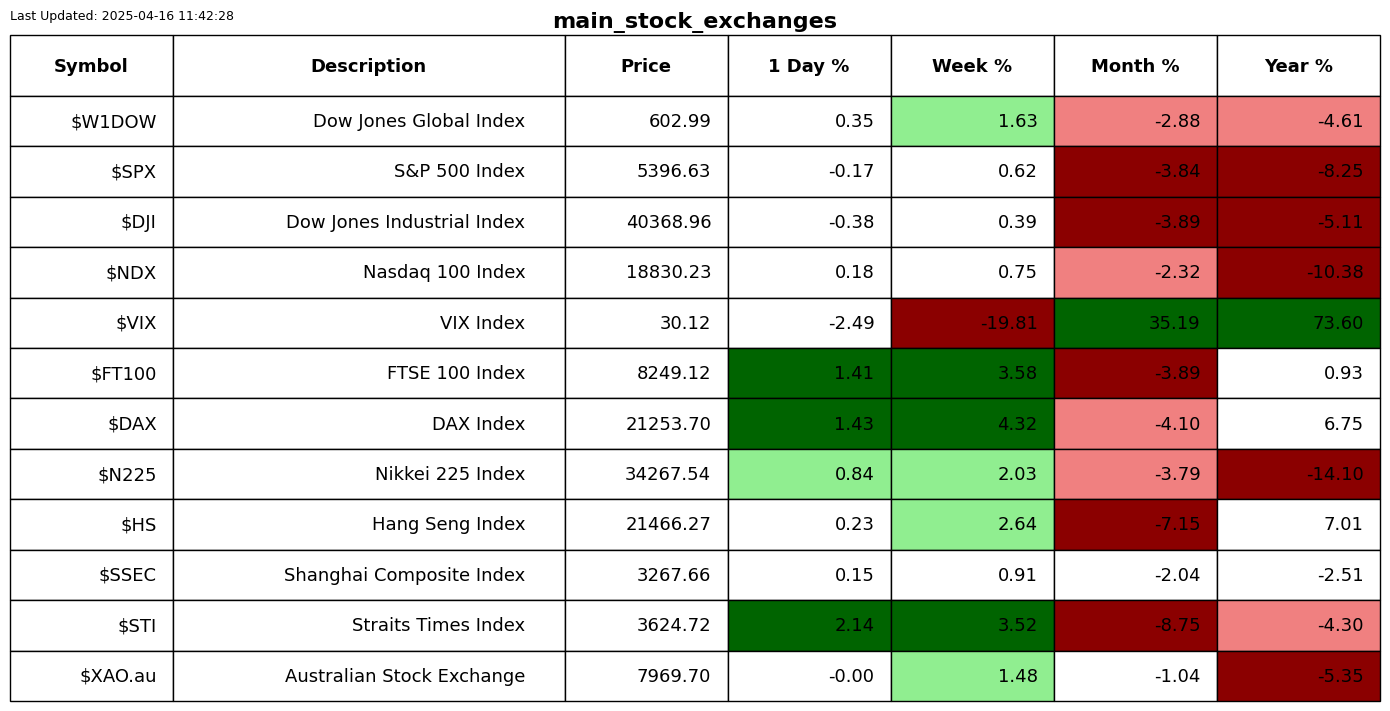 Last Updated: 2025-04-16 11:42:28
main_stock_exchanges
Symbol Description Price 1 Day % Week % Month % Year %
$W1DOW Dow Jones Global Index 602.99 0.35 1.63 -2.88 -4.61
$SPX S&P 500 Index 5396.63 -0.17 0.62 -3.84 -8.25
$DJI Dow Jones Industrial Index 40368.96 -0.38 0.39 -3.89 -5.11
$NDX Nasdaq 100 Index 18830.23 0.18 0.75 -2.32 -10.38
$VIX VIX Index 30.12 -2.49 -19.81 35.19 73.60
$FT100 FTSE 100 Index 8249.12 1.41 3.58 -3.89 0.93
$DAX DAX Index 21253.70 1.43 4.32 -4.10 6.75
$N225 Nikkei 225 Index 34267.54 0.84 2.03 -3.79 -14.10
$HS Hang Seng Index 21466.27 0.23 2.64 -7.15 7.01
$SSEC Shanghai Composite Index 3267.66 0.15 0.91 -2.04 -2.51
$STI Straits Times Index 3624.72 2.14 3.52 -8.75 -4.30
$XAO.au Australian Stock Exchange 7969.70 -0.00 1.48 -1.04 -5.35